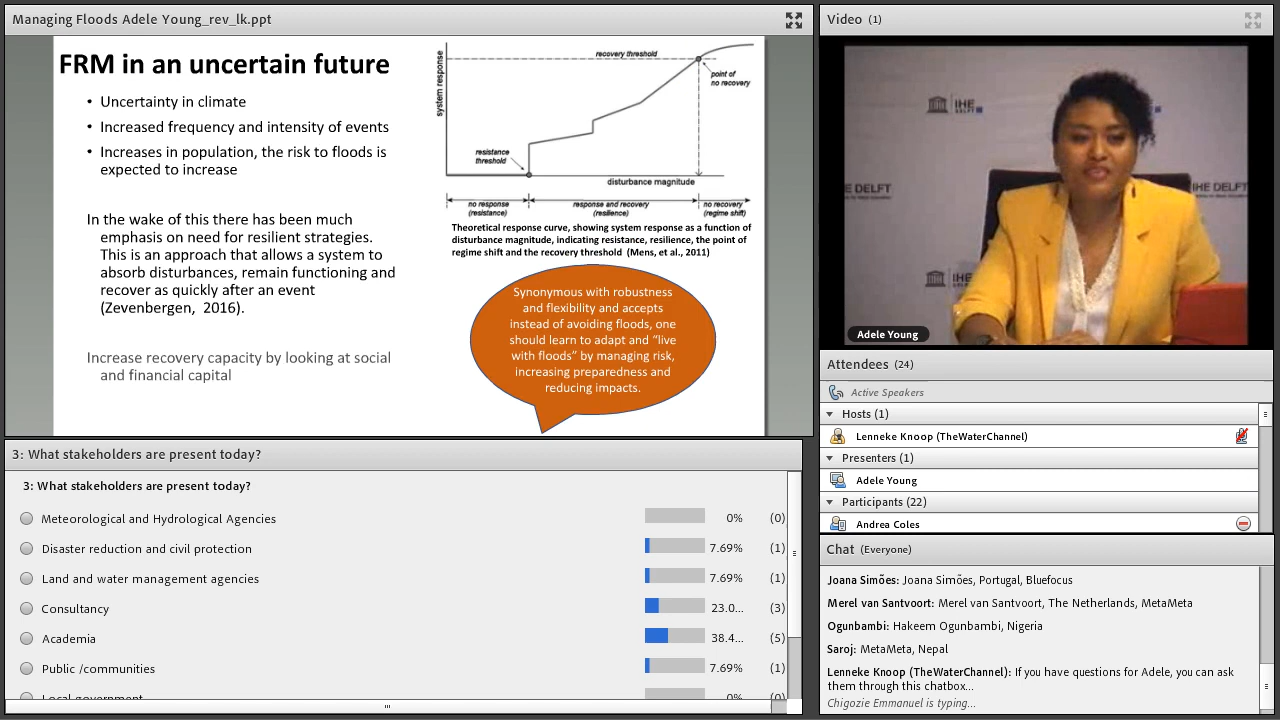 Managing Floods Adele Young_rev_lk.ppt
FRM in an uncertain future
• Uncertainty in climate
• Increased frequency and intensity of events
• Increases in population, the risk to floods is
expected to increase
In the wake of this there has been much
emphasis on need for resilient strategies.
This is an approach that allows a system to
absorb disturbances, remain functioning and
recover as quickly after an event
(Zevenbergen, 2016).
Increase recovery capacity by looking at social
and financial capital
system response
recovery threshold
point of
no recovery
resistance
threshold
disturbance magnitude
no response
(resistance)
response and recovery
(resilience)
no recovery
(regime shift)
Theoretical response curve, showing system response as a function of
disturbance magnitude, indicating resistance, resilience, the point of
regime shift and the recovery threshold (Mens, et al., 2011)
Synonymous with robustness
and flexibility and accepts
instead of avoiding floods, one
should learn to adapt and “live
with floods” by managing risk,
increasing preparedness and
reducing impacts.
3: What stakeholders are present today?
3: What stakeholders are present today?
Meteorological and Hydrological Agencies 0% (0)
Disaster reduction and civil protection 7.69% (1)
Land and water management agencies 7.69% (1)
Consultancy 23.0... (3)
Academia 38.4... (5)
Public /communities 7.69% (1)
Local government 0% (0)
Video (1)
IHE
DELFT
IHE
DELFT
IHE DELFT
IHE
DELFT
Adele Young
Attendees (24)
Active Speakers
Hosts (1)
Lenneke Knoop (TheWaterChannel)
Presenters (1)
Adele Young
Participants (22)
Andrea Coles
Chat (Everyone)
Joana Simões: Joana Simões, Portugal, Bluefocus
Merel van Santvoort: Merel van Santvoort, The Netherlands, MetaMeta
Ogunbambi: Hakeem Ogunbambi, Nigeria
Saroj: MetaMeta, Nepal
Lenneke Knoop (TheWaterChannel): If you have questions for Adele, you can ask
them through this chatbox...
Chigozie Emmanuel is typing...